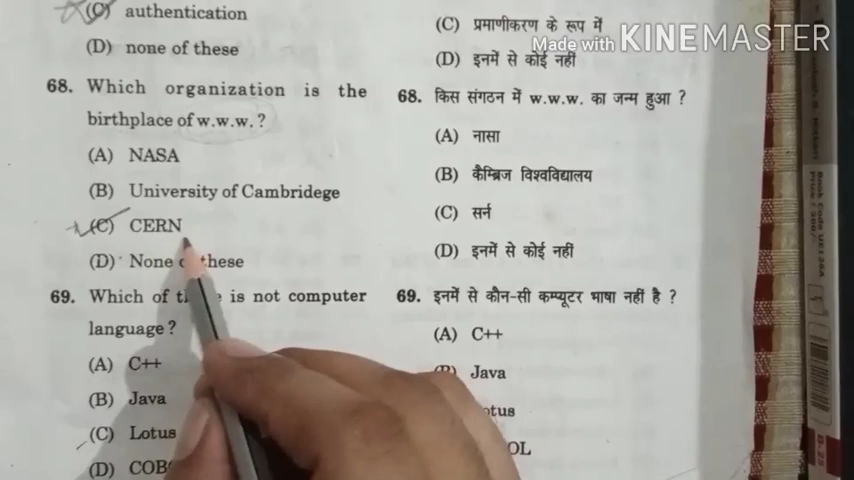 (C) authentication
(D) none of these
68. Which organization is the
birthplace of w.w.w. ?
(A) NASA
(B) University of Cambridege
(C) CERN
(D) None these
69. Which of is not computer
language ?
(A) C++
(B) Java
(C) Lotus
(D)
(C) प्रमाणीकरण के रूप में
(D) इनमें से कोई नहीं
68. किस संगठन में w.w.w. का जन्म हुआ ?
(A) नासा
(B) कैम्ब्रिज विश्वविद्यालय
(C) सर्न
(D) इनमें से कोई नहीं
69. इनमें से कौन-सी कम्प्यूटर भाषा नहीं है ?
(A) C++
Java
Made with KINEMASTER